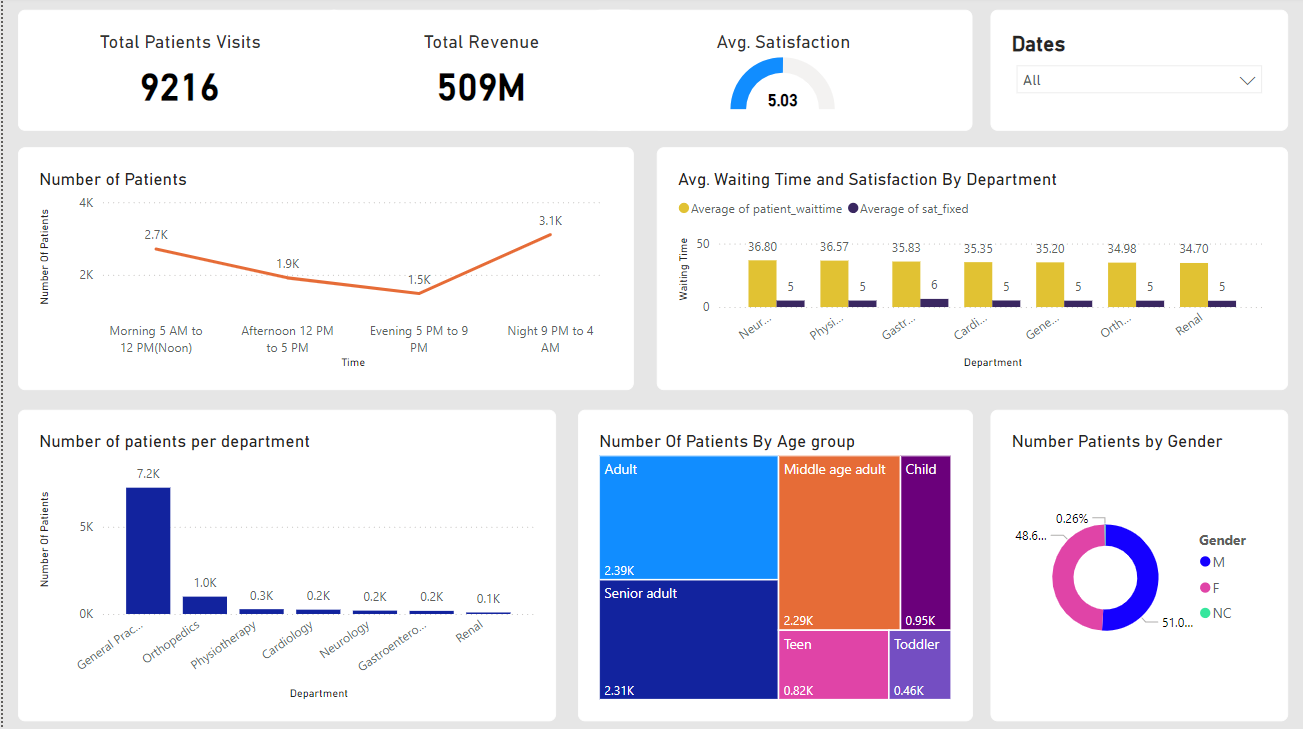 Total Patients Visits
9216
Total Revenue
509M
Avg. Satisfaction
5.03
Dates
All
Number of Patients
Number Of Patients
4K
2K
2.7K
1.9K
1.5K
3.1K
Morning 5 AM to
12 PM(Noon)
Afternoon 12 PM
to 5 PM
Evening 5 PM to 9
PM
Night 9 PM to 4
AM
Time
Avg. Waiting Time and Satisfaction By Department
Average of patient_waittime
Average of sat_fixed
Waiting Time
50
0
36.80
5
36.57
5
35.83
6
35.35
5
35.20
5
34.98
5
34.70
5
Neur...
Physi...
Gastr...
Cardi...
Gene...
Orth...
Renal
Department
Number of patients per department
Number Of Patients
5K
0K
7.2K
1.0K
0.3K
0.2K
0.2K
0.2K
0.1K
General Prac...
Orthopedics
Physiotherapy
Cardiology
Neurology
Gastroentero...
Renal
Department
Number Of Patients By Age group
Adult
2.39K
Senior adult
2.31K
Middle age adult
2.29K
Child
0.95K
Teen
0.82K
Toddler
0.46K
Number Patients by Gender
0.26%
48.6...
51.0...
Gender
M
F
NC